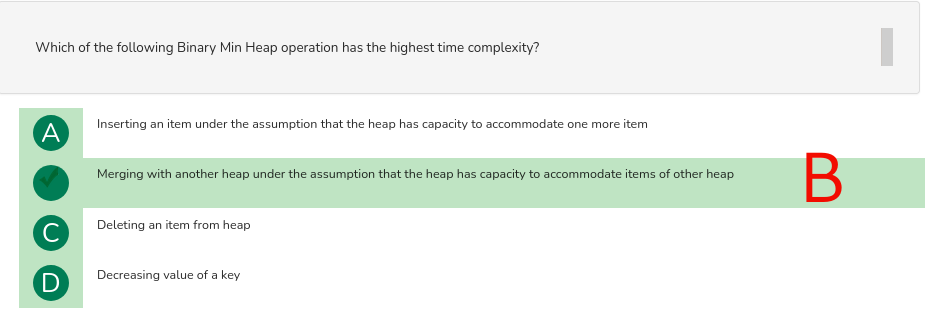 Which of the following Binary Min Heap operation has the highest time complexity?
A Inserting an item under the assumption that the heap has capacity to accommodate one more item
Merging with another heap under the assumption that the heap has capacity to accommodate items of other heap B
C Deleting an item from heap
D Decreasing value of a key